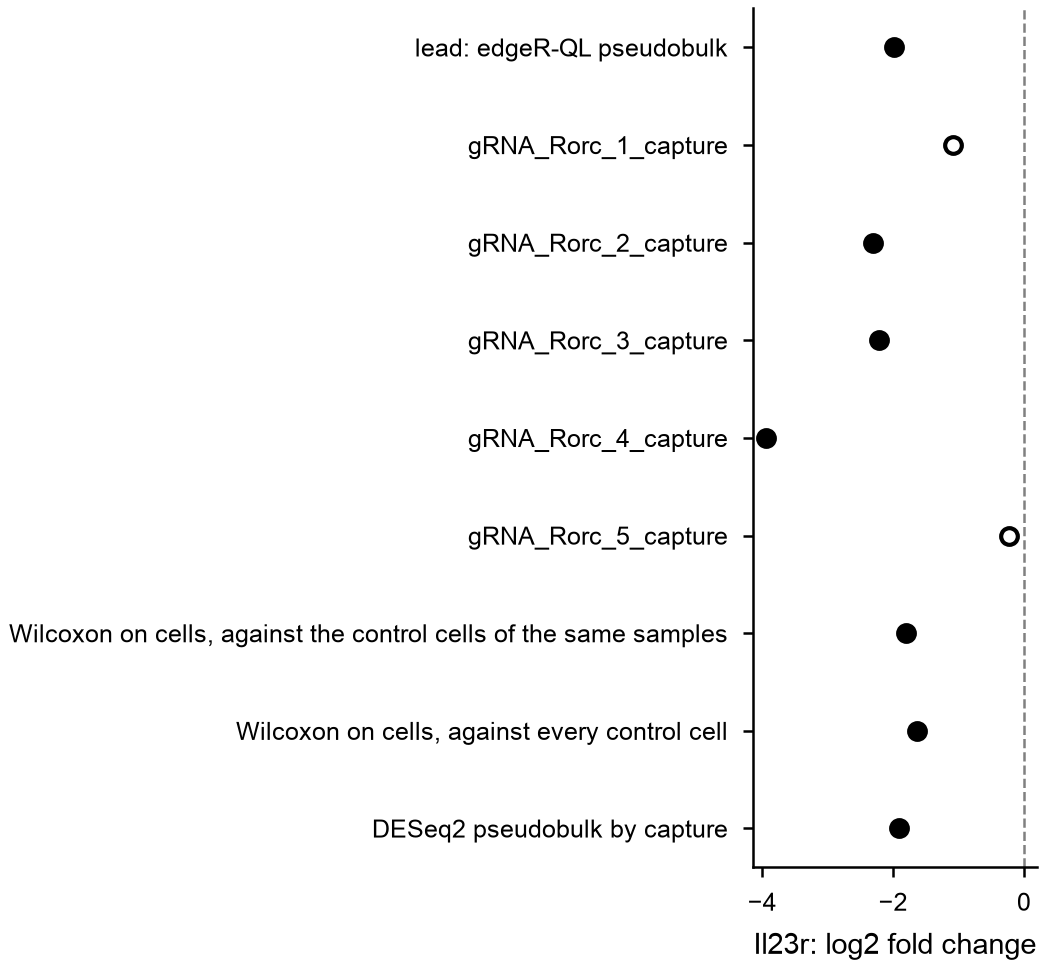 lead: edgeR-QL pseudobulk
gRNA_Rorc_1_capture
gRNA_Rorc_2_capture
gRNA_Rorc_3_capture
gRNA_Rorc_4_capture
gRNA_Rorc_5_capture
Wilcoxon on cells, against the control cells of the same samples
Wilcoxon on cells, against every control cell
DESeq2 pseudobulk by capture
−4 −2 0
Il23r: log2 fold change